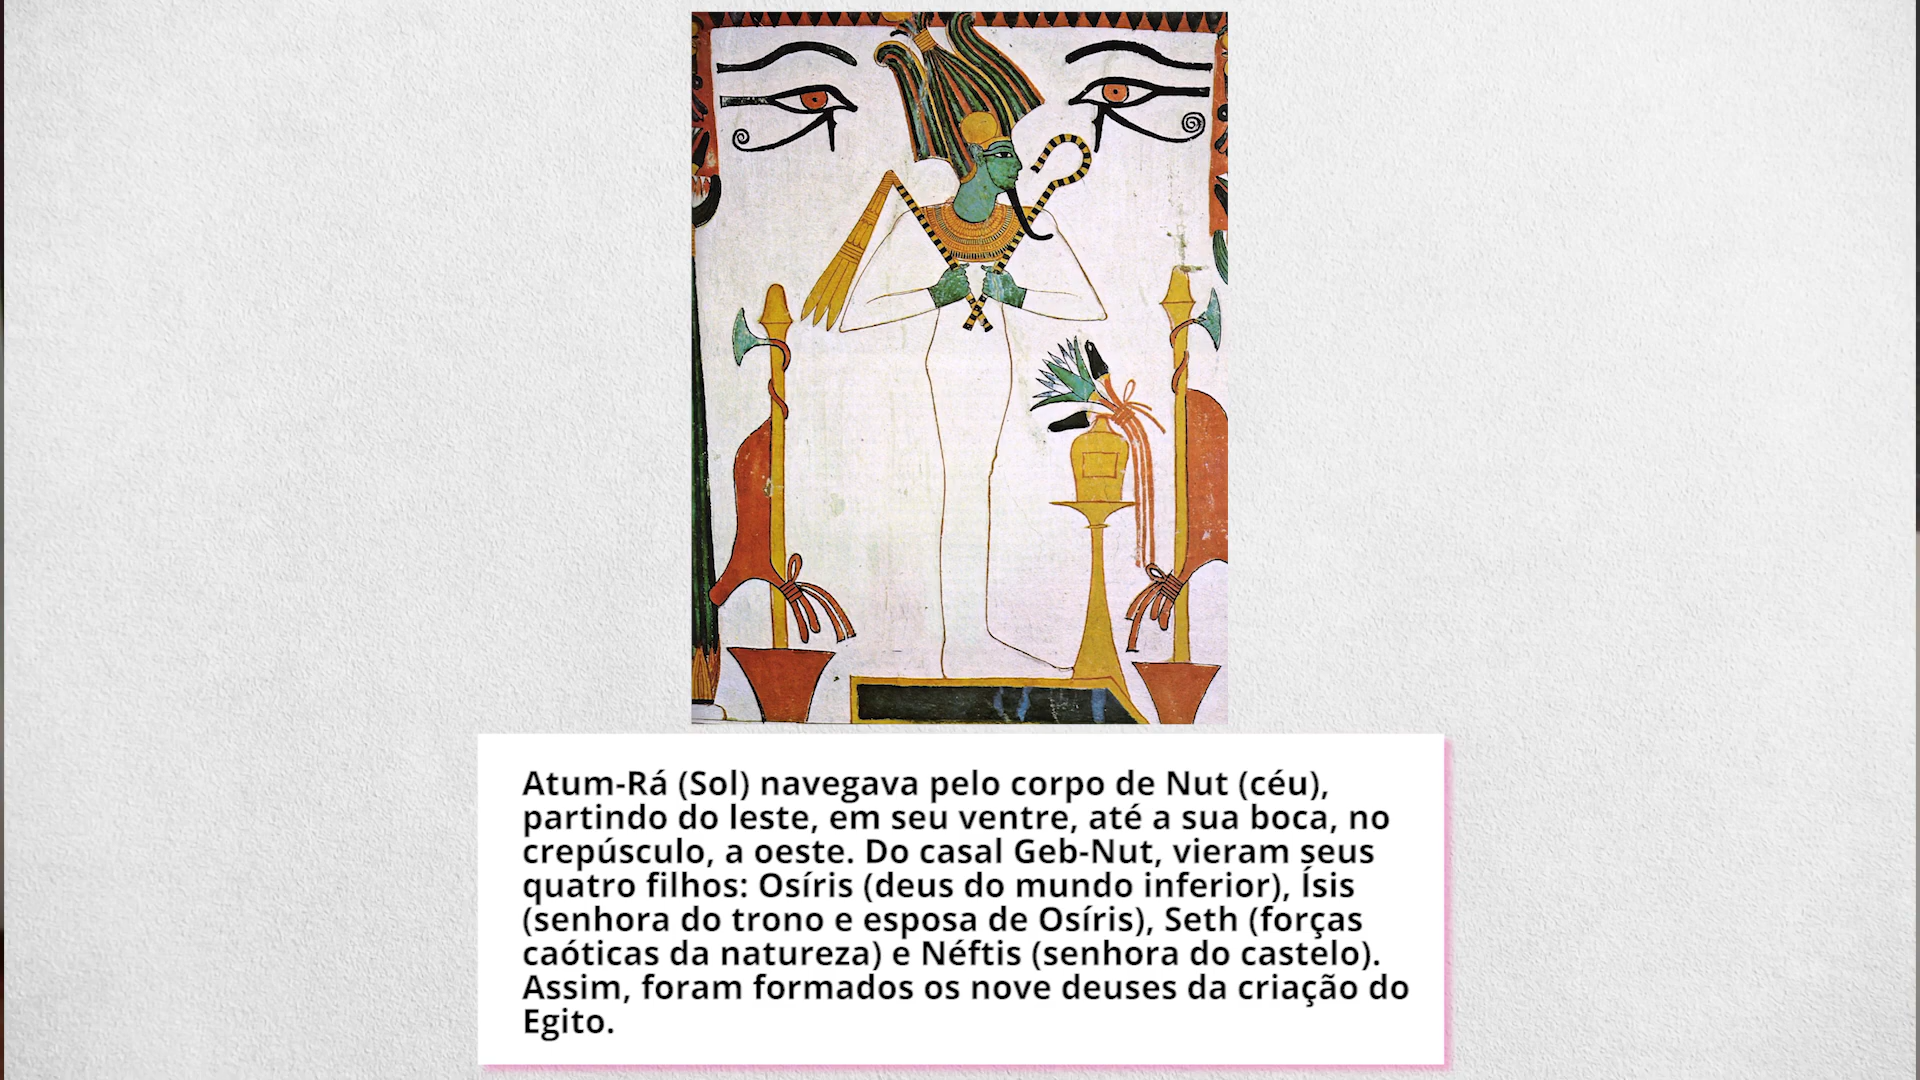 Atum-Rá (Sol) navegava pelo corpo de Nut (céu),
partindo do leste, em seu ventre, até a sua boca, no
crepúsculo, a oeste. Do casal Geb-Nut, vieram seus
quatro filhos: Osíris (deus do mundo inferior), Ísis
(senhora do trono e esposa de Osíris), Seth (forças
caóticas da natureza) e Néftis (senhora do castelo).
Assim, foram formados os nove deuses da criação do
Egito.